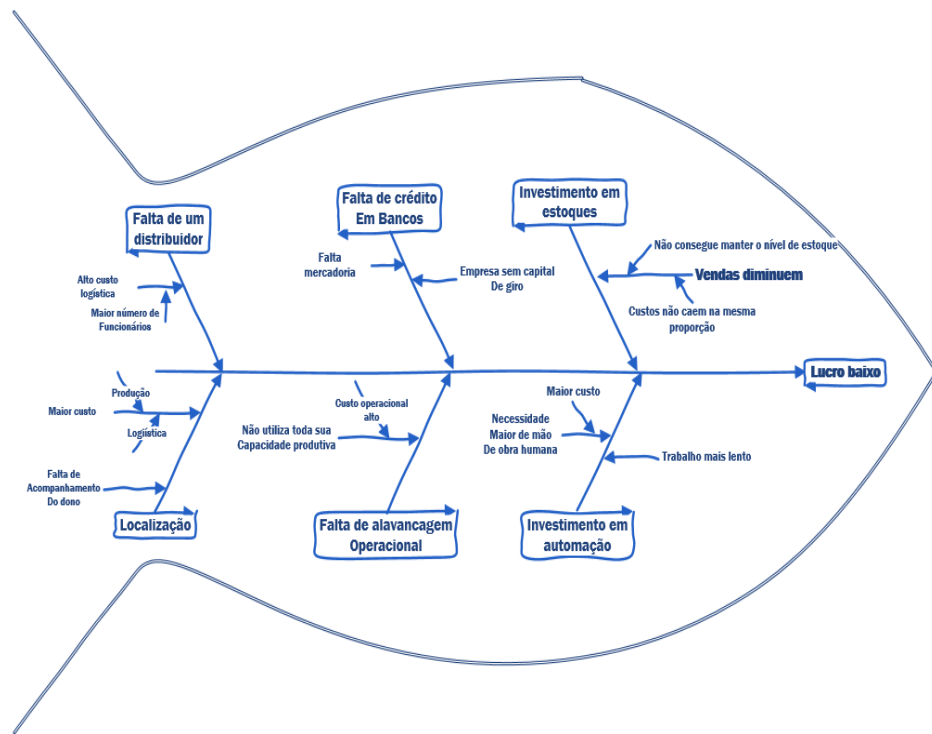 Falta de um
distribuidor
Falta de crédito
Em Bancos
Investimento em
estoques
Alto custo
logística
Maior número de
Funcionários
Falta
mercadoria
Empresa sem capital
De giro
Não consegue manter o nível de estoque
Vendas diminuem
Custos não caem na mesma
proporção
Lucro baixo
Produção
Maior custo
Logiística
Falta de
Acompanhamento
Do dono
Localização
Custo operacional
alto
Não utiliza toda sua
Capacidade produtiva
Falta de alavancagem
Operacional
Maior custo
Necessidade
Maior de mão
De obra humana
Trabalho mais lento
Investimento em
automação